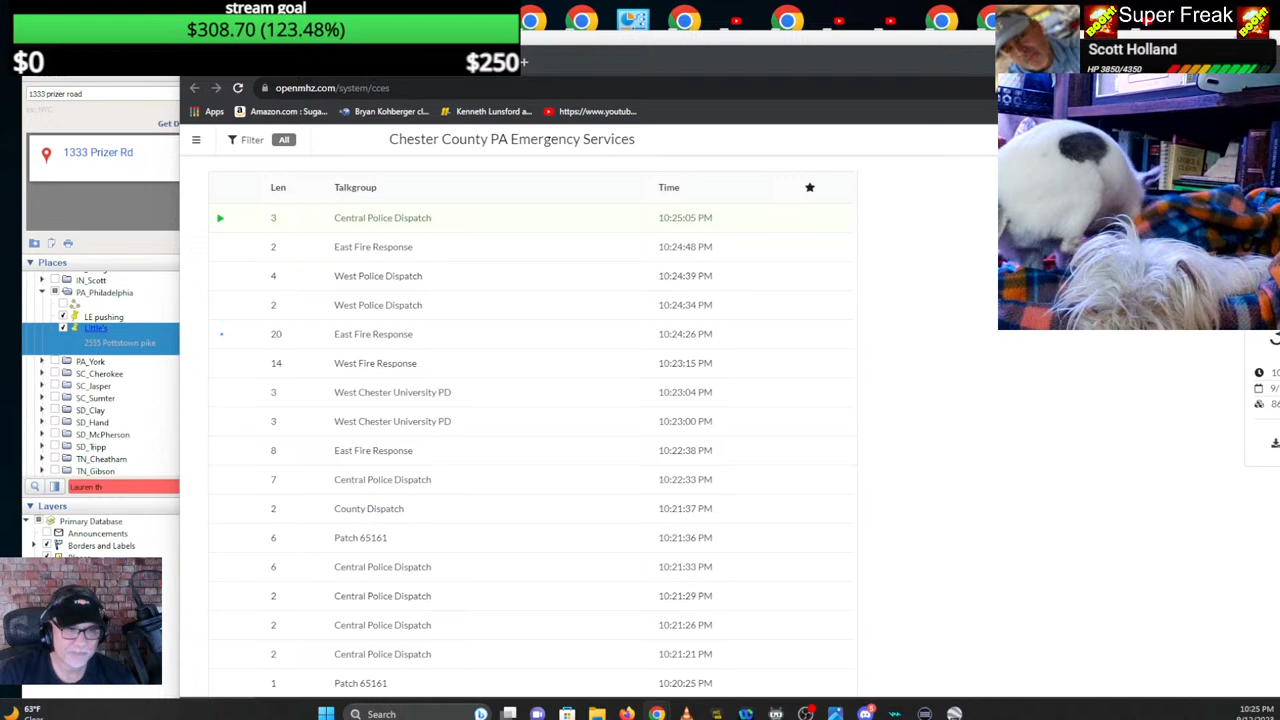 stream goal
$308.70 (123.48%)
$0
$250
Super Freak
Scott Holland
HP 3850/4350
1333 prizer road
Get D
1333 Prizer Rd
Places
IN_Scott
PA_Philadelphia
LE pushing
Little's
2555 Pottstown pike
PA_York
SC_Cherokee
SC_Jasper
SC_Sumter
SD_Clay
SD_Hand
SD_McPherson
SD_Tripp
TN_Cheatham
TN_Gibson
Lauren th
Layers
Primary Database
Announcements
Borders and Labels
openmhz.com/system/cces
Apps
Amazon.com : Suga...
Bryan Kohberger cl...
Kenneth Lunsford a...
https://www.youtub...
Filter All
Chester County PA Emergency Services
Len Talkgroup Time
3 Central Police Dispatch 10:25:05 PM
2 East Fire Response 10:24:48 PM
4 West Police Dispatch 10:24:39 PM
2 West Police Dispatch 10:24:34 PM
20 East Fire Response 10:24:26 PM
14 West Fire Response 10:23:15 PM
3 West Chester University PD 10:23:04 PM
3 West Chester University PD 10:23:00 PM
8 East Fire Response 10:22:38 PM
7 Central Police Dispatch 10:22:33 PM
2 County Dispatch 10:21:37 PM
6 Patch 65161 10:21:36 PM
6 Central Police Dispatch 10:21:33 PM
2 Central Police Dispatch 10:21:29 PM
2 Central Police Dispatch 10:21:26 PM
2 Central Police Dispatch 10:21:21 PM
1 Patch 65161 10:20:25 PM
10
9/
86
63°F
Search
10:25 PM